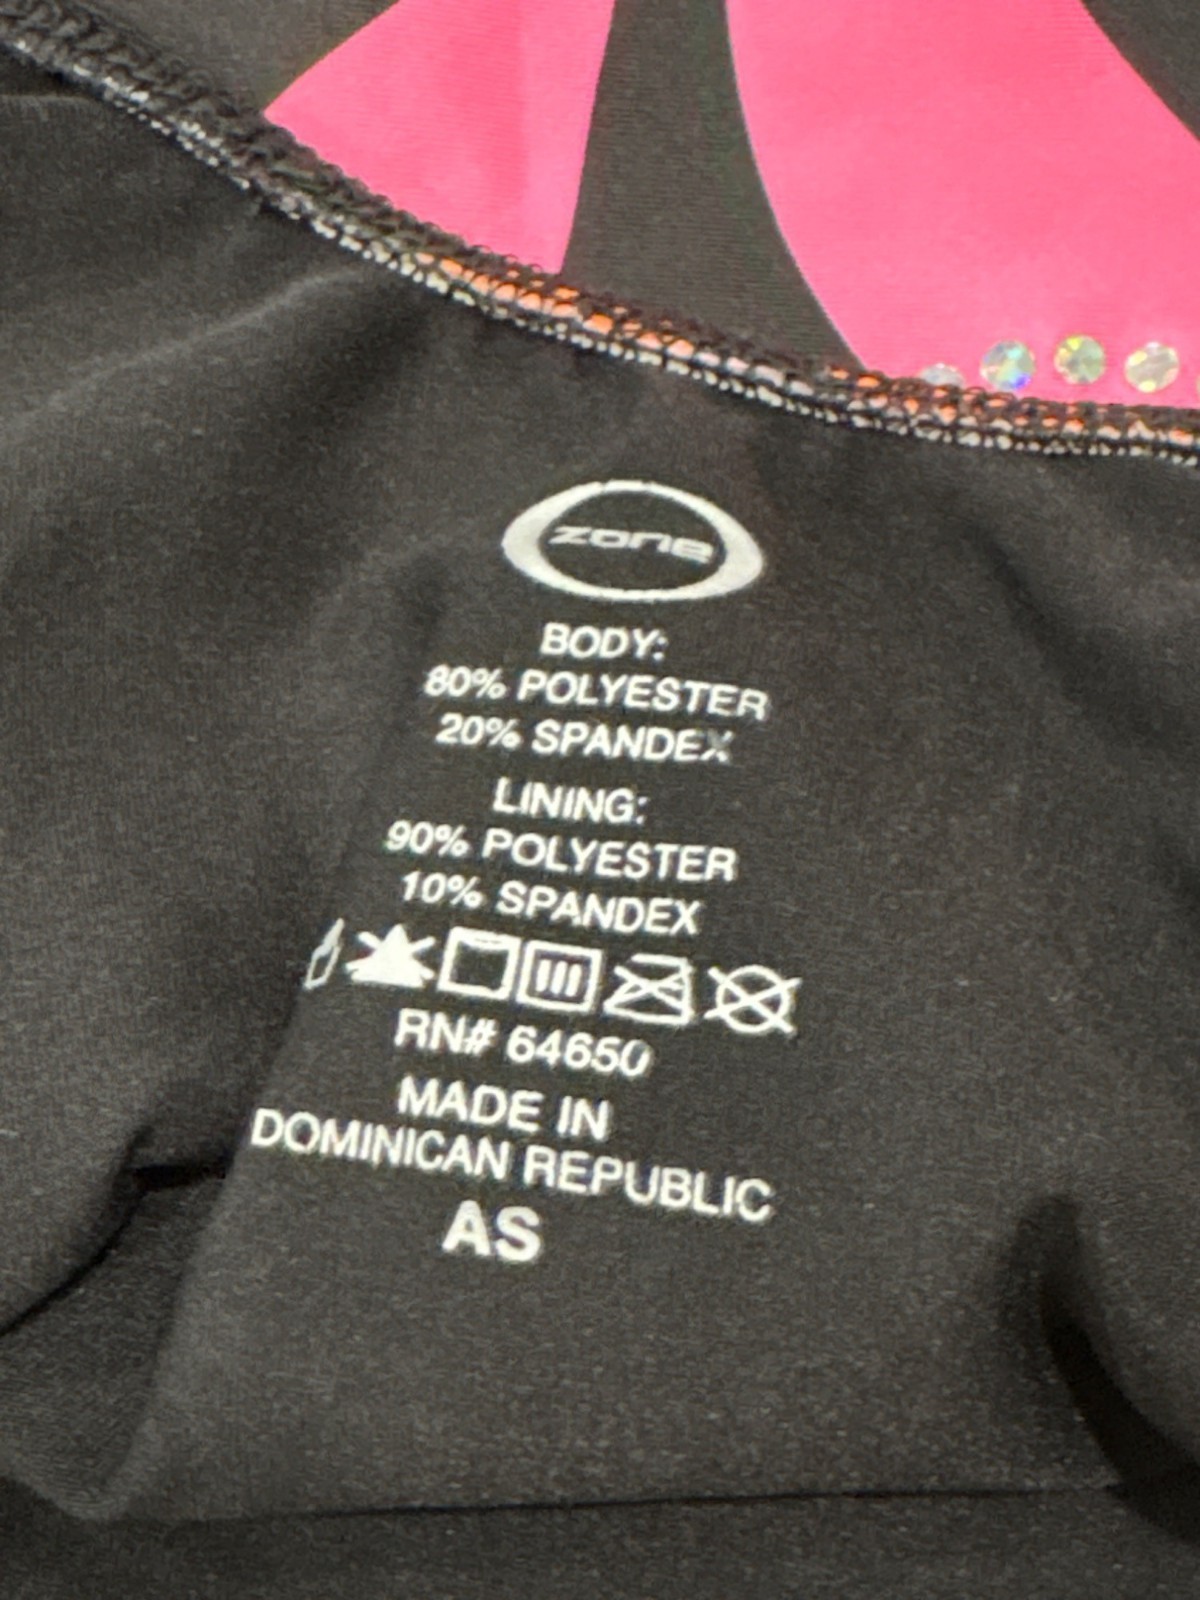 zone
BODY:
80% POLYESTER
20% SPANDEX
LINING:
90% POLYESTER
10% SPANDEX
RN# 64650
MADE IN
DOMINICAN REPUBLIC
AS